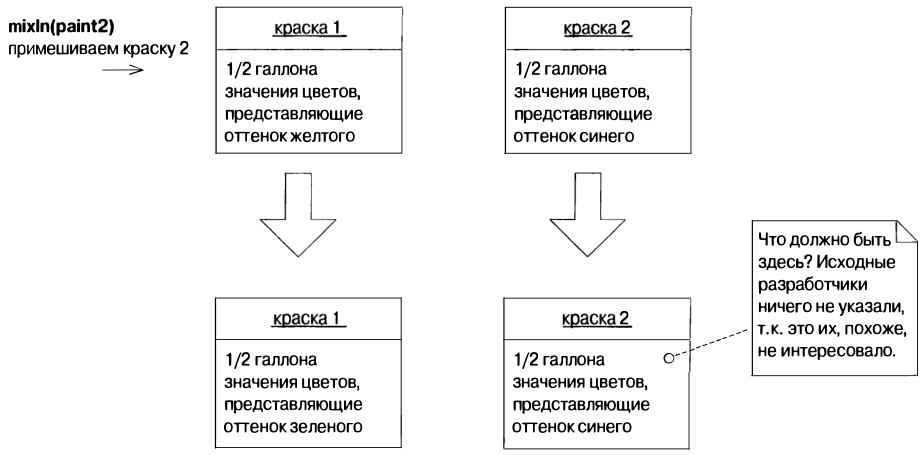 mixIn(paint2)
примешиваем краску 2
краска 1
1/2 галлона
значения цветов,
представляющие
оттенок желтого
краска 2
1/2 галлона
значения цветов,
представляющие
оттенок синего
краска 1
1/2 галлона
значения цветов,
представляющие
оттенок зеленого
краска 2
1/2 галлона
значения цветов,
представляющие
оттенок синего
Что должно быть
здесь? Исходные
разработчики
ничего не указали,
т.к. это их, похоже,
не интересовало.